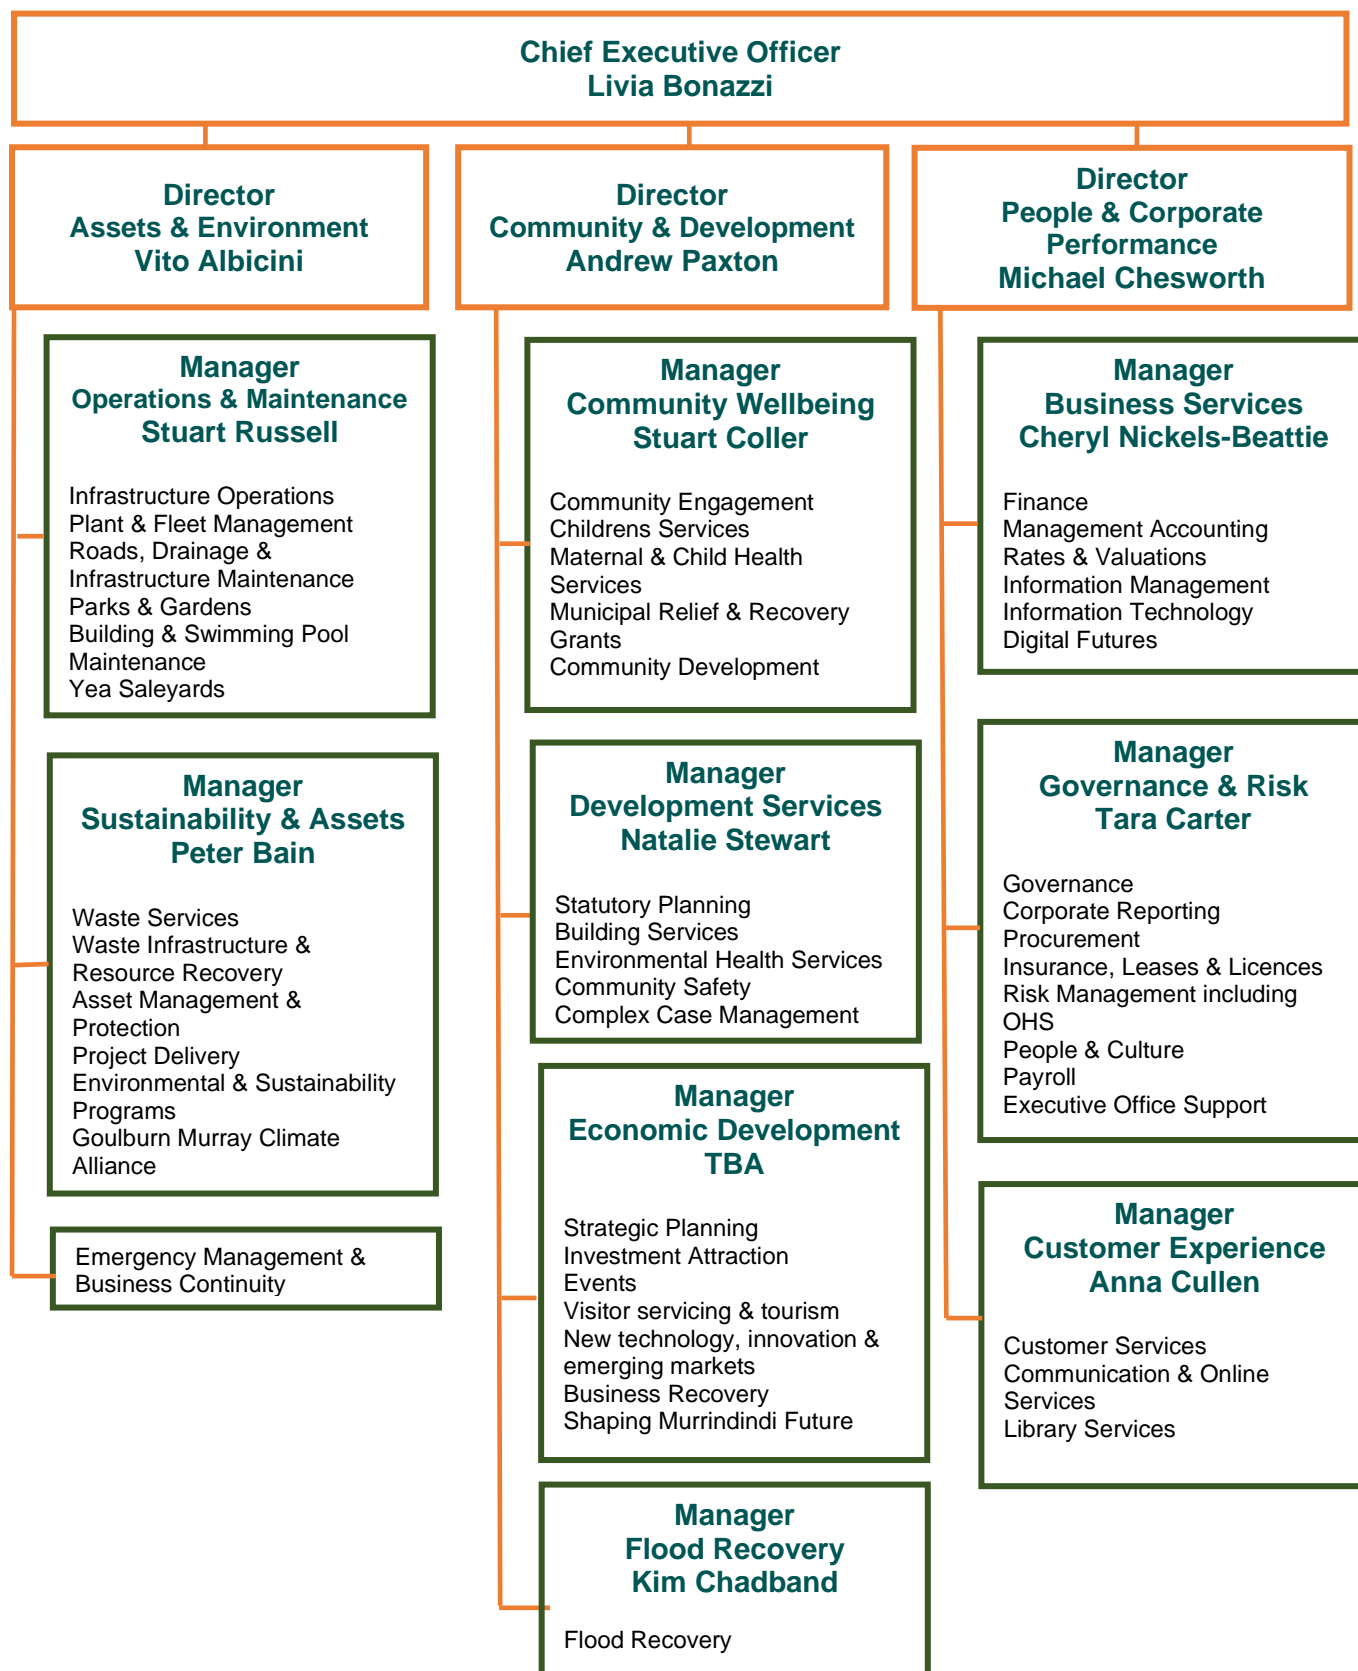 Chief Executive Officer
Livia Bonazzi
Director
Assets & Environment
Vito Albicini
Director
Community & Development
Andrew Paxton
Director
People & Corporate
Performance
Michael Chesworth
Manager
Operations & Maintenance
Stuart Russell
Infrastructure Operations
Plant & Fleet Management
Roads, Drainage &
Infrastructure Maintenance
Parks & Gardens
Building & Swimming Pool
Maintenance
Yea Saleyards
Manager
Sustainability & Assets
Peter Bain
Waste Services
Waste Infrastructure &
Resource Recovery
Asset Management &
Protection
Project Delivery
Environmental & Sustainability
Programs
Goulburn Murray Climate
Alliance
Emergency Management &
Business Continuity
Manager
Community Wellbeing
Stuart Coller
Community Engagement
Childrens Services
Maternal & Child Health
Services
Municipal Relief & Recovery
Grants
Community Development
Manager
Development Services
Natalie Stewart
Statutory Planning
Building Services
Environmental Health Services
Community Safety
Complex Case Management
Manager
Economic Development
TBA
Strategic Planning
Investment Attraction
Events
Visitor servicing & tourism
New technology, innovation &
emerging markets
Business Recovery
Shaping Murrindindi Future
Manager
Flood Recovery
Kim Chadband
Flood Recovery
Manager
Business Services
Cheryl Nickels-Beattie
Finance
Management Accounting
Rates & Valuations
Information Management
Information Technology
Digital Futures
Manager
Governance & Risk
Tara Carter
Governance
Corporate Reporting
Procurement
Insurance, Leases & Licences
Risk Management including
OHS
People & Culture
Payroll
Executive Office Support
Manager
Customer Experience
Anna Cullen
Customer Services
Communication & Online
Services
Library Services